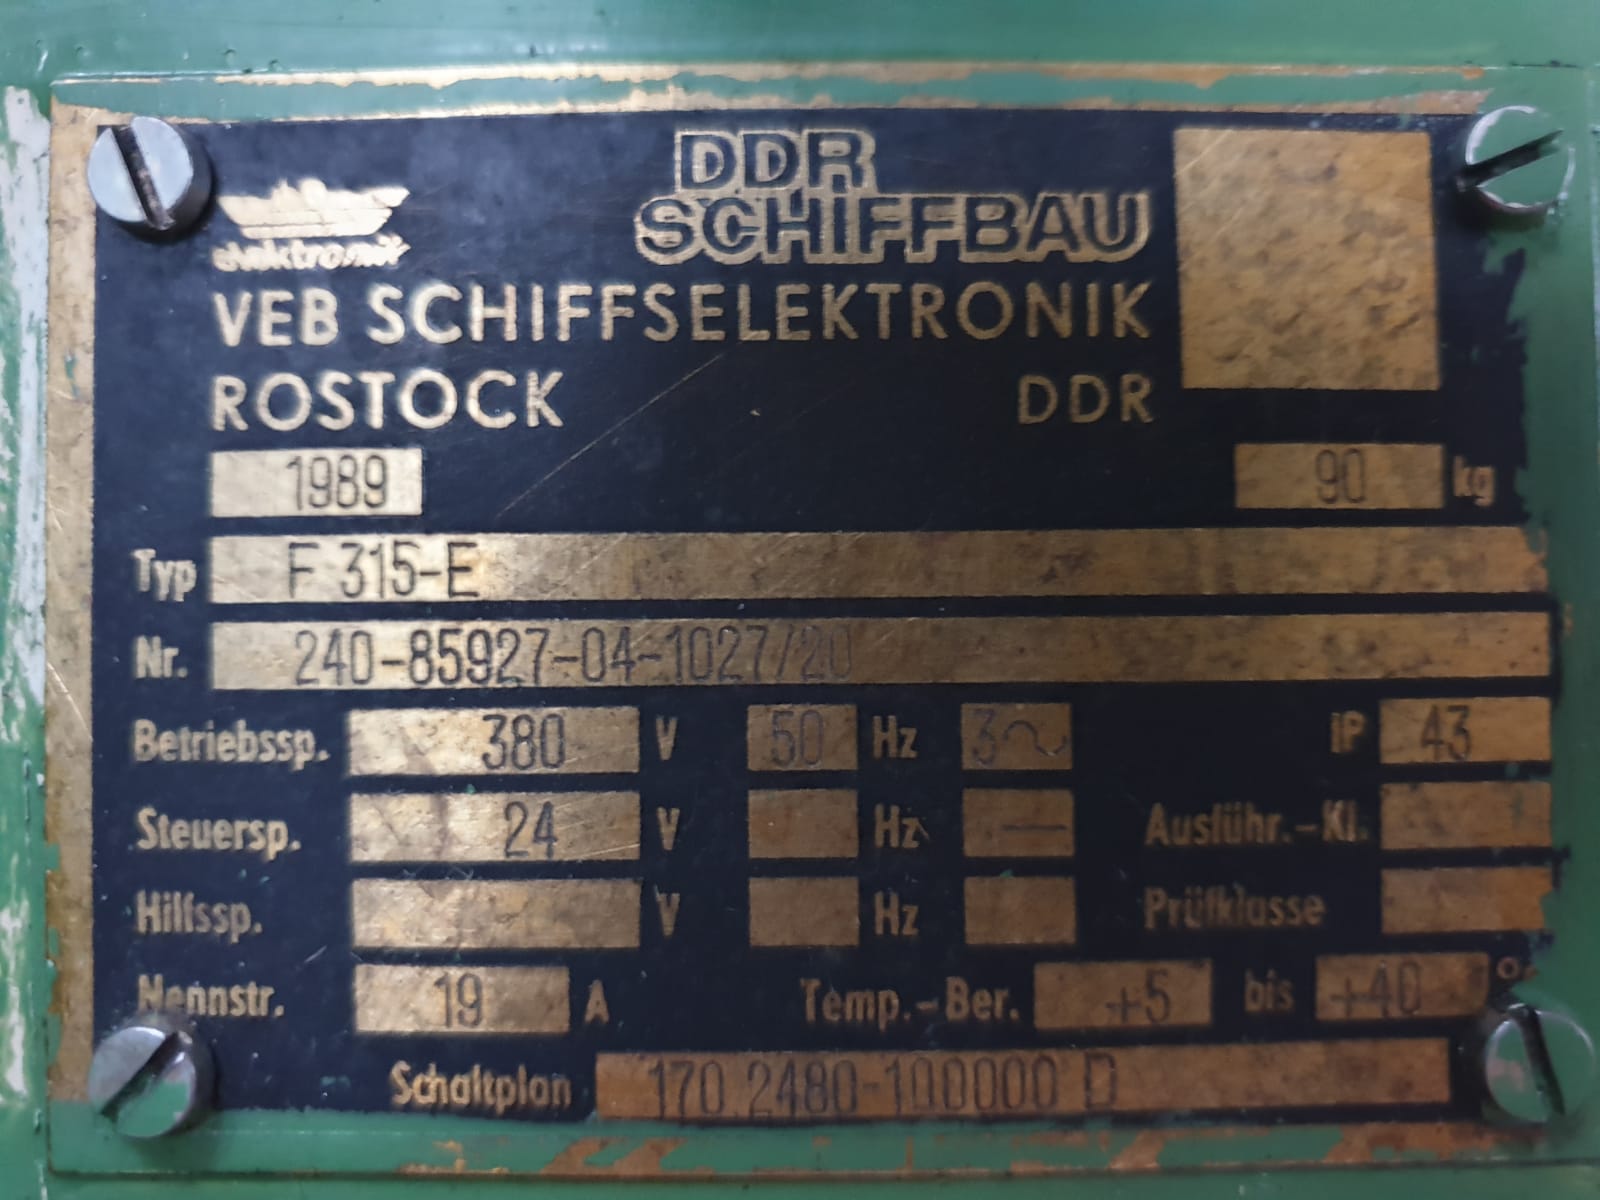 DDR
SCHIFFBAU
elektronik
VEB SCHIFFSELEKTRONIK
ROSTOCK DDR
1989 90 kg
Typ F 315-E
Nr. 240-85927-04-1027/20
Betriebssp. 380 V 50 Hz 3~ IP 43
Steuersp. 24 V Hz — Ausführ.-Kl.
Hilfssp. V Hz Prüfklasse
Nennstr. 19 A Temp.-Ber. +5 bis +40 °
Schaltplan 170.2480-100000 D